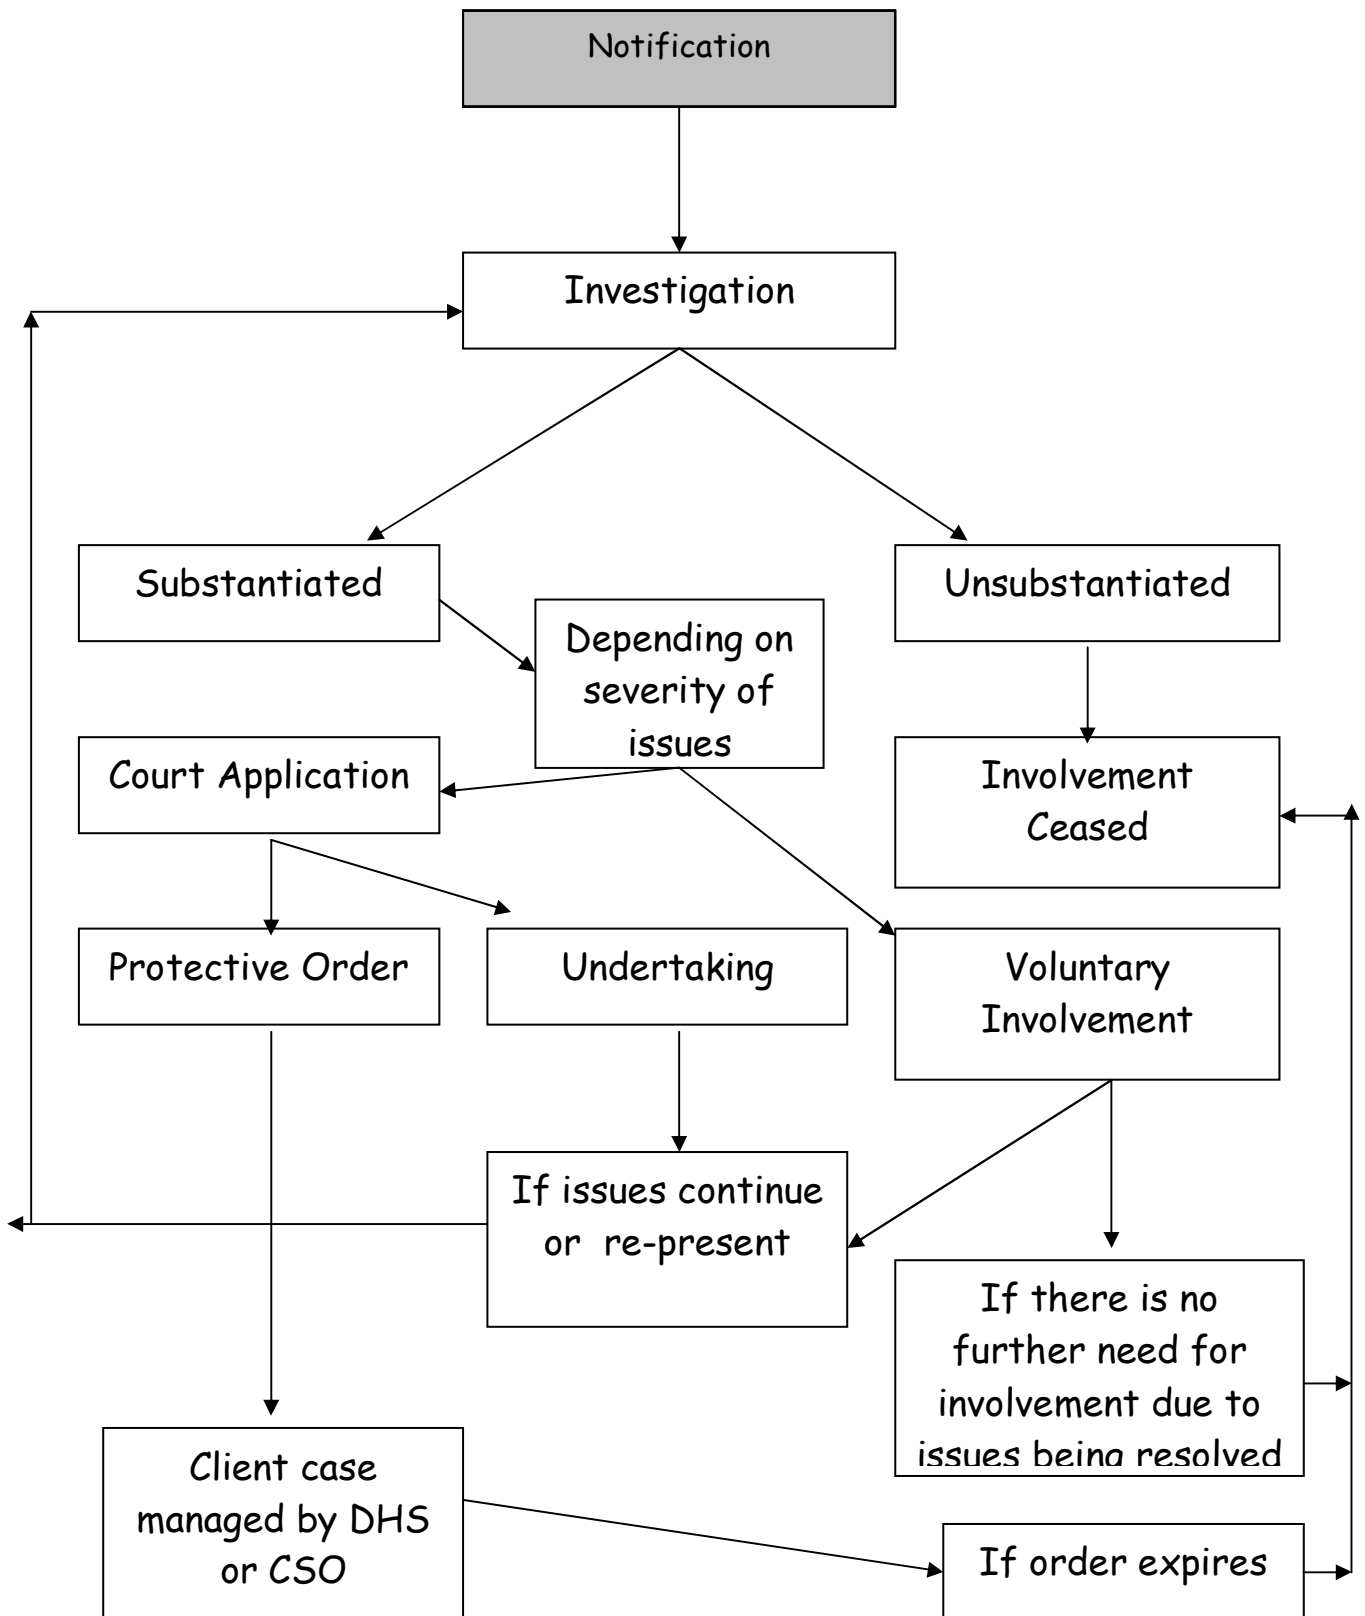 Notification
Investigation
Substantiated
Unsubstantiated
Depending on
severity of
issues
Court Application
Involvement
Ceased
Protective Order
Undertaking
Voluntary
Involvement
If issues continue
or re-present
If there is no
further need for
involvement due to
issues being resolved
Client case
managed by DHS
or CSO
If order expires